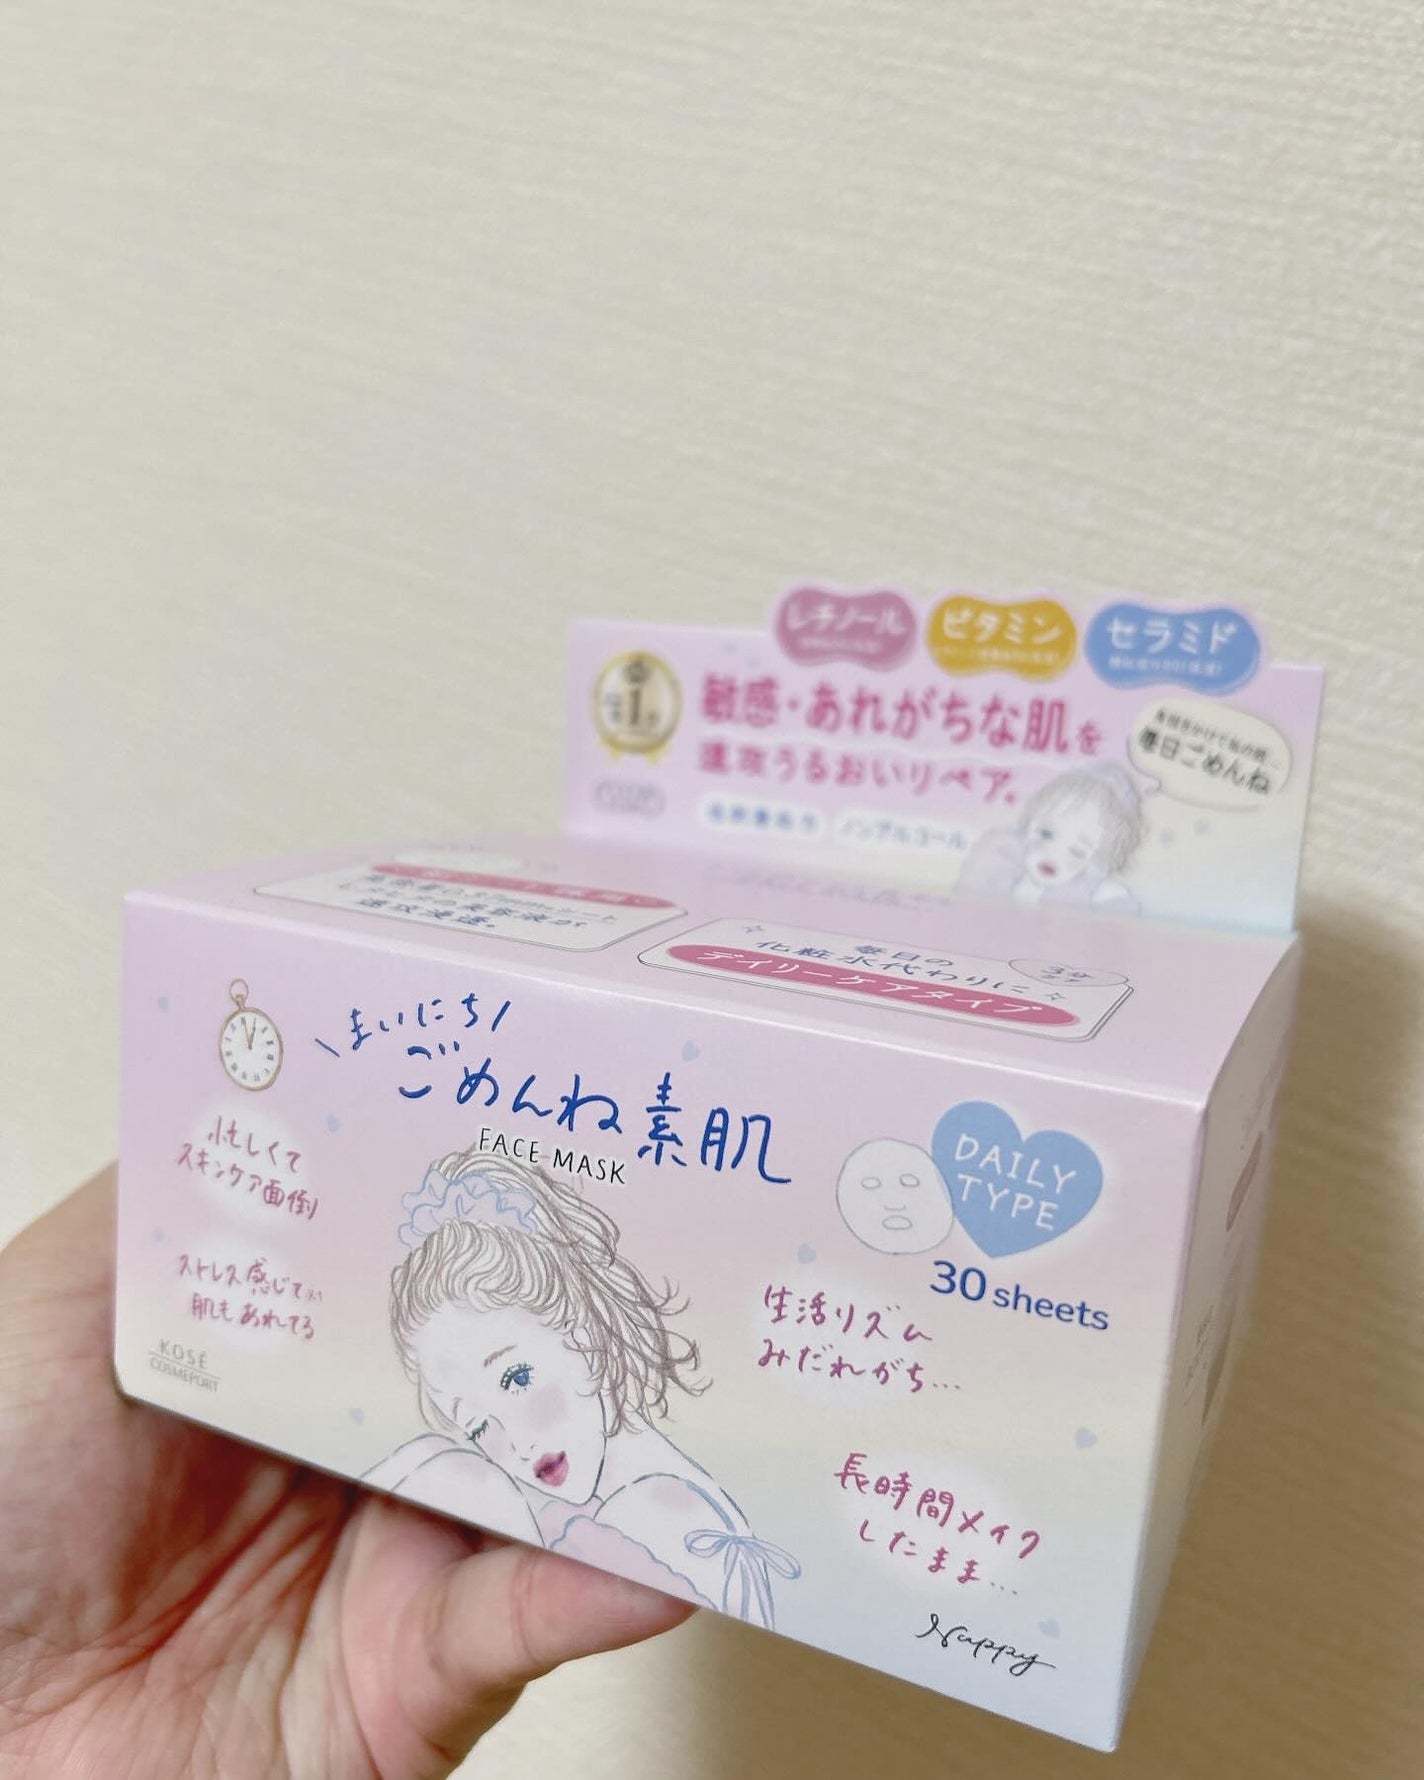 レチノール
ビタミン
セラミド
1
敏感・あれがちな肌を
速攻うるおいリペア。
ノンアルコール
毎日ごめんね
毎日の
化粧水代わりに
デイリーケアタイプ
3分
\まいにち/
ごめんね素肌
FACE MASK
DAILY
TYPE
30 sheets
忙しくて
スキンケア面倒
ストレス感じて
肌もあれてる
生活リズム
みだれがち…
長時間メイク
したまま…
KOSÉ
COSMEPORT
Nappy